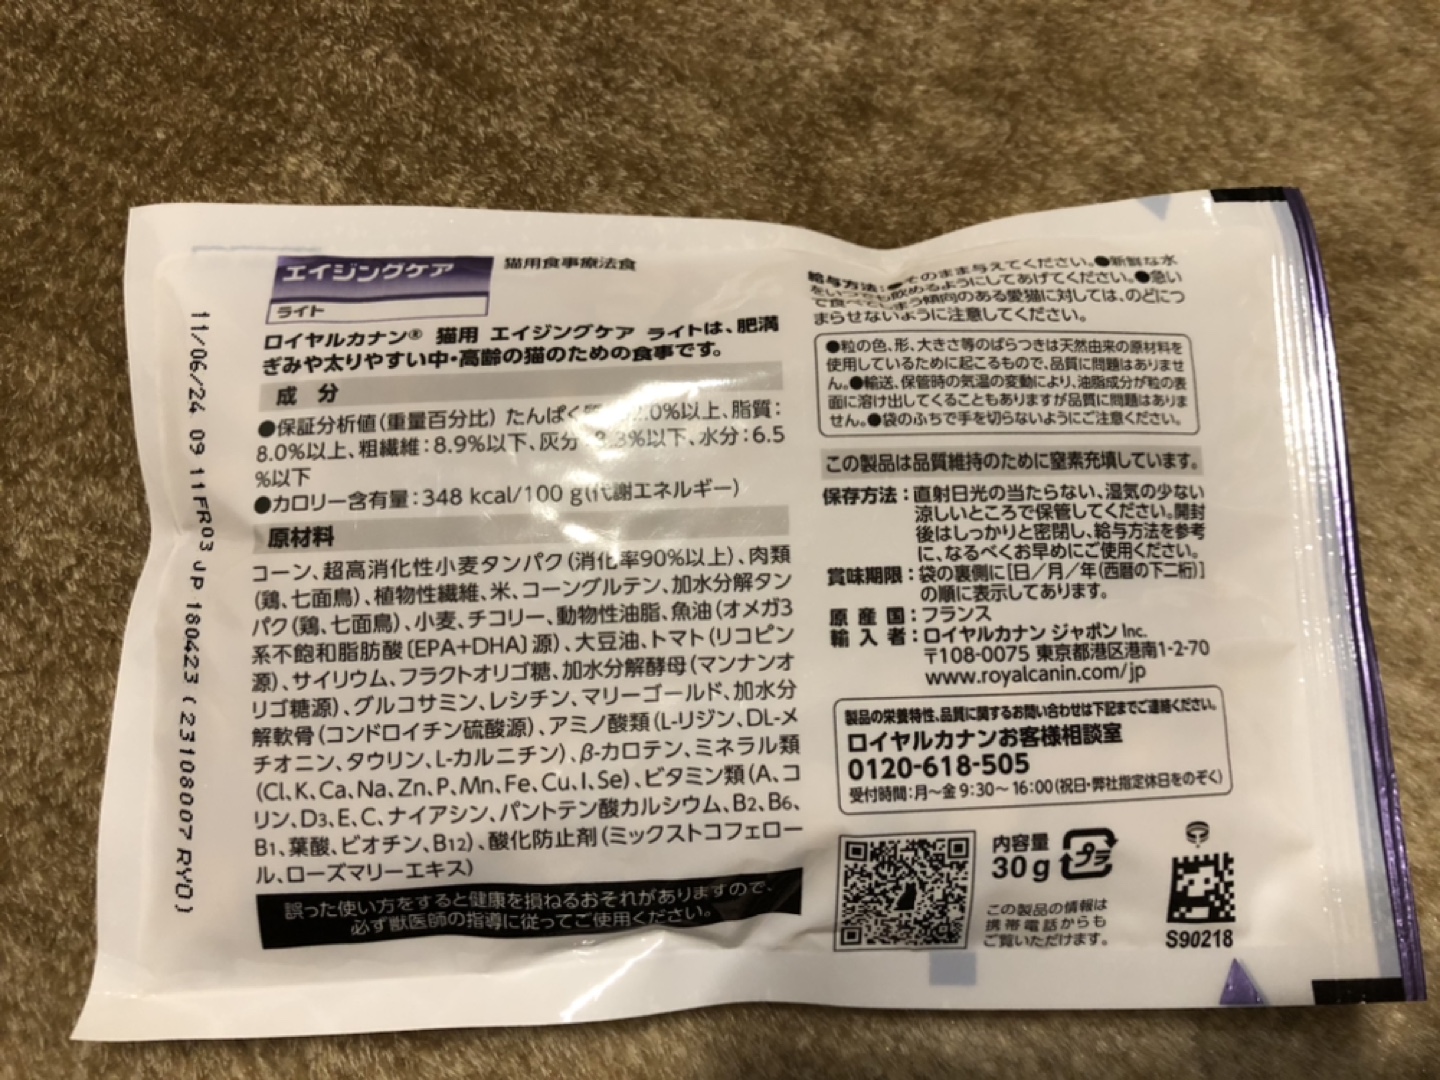 エイジングケア
ライト
猫用食事療法食
ロイヤルカナン® 猫用 エイジングケア ライトは、肥満
ぎみや太りやすい中・高齢の猫のための食事です。
成 分
●保証分析値(重量百分比) たんぱく質: 2.0%以上、脂質:
8.0%以上、粗繊維:8.9%以下、灰分:8.3%以下、水分:6.5
%以下
●カロリー含有量:348 kcal/100 g(代謝エネルギー)
原材料
コーン、超高消化性小麦タンパク(消化率90%以上)、肉類
(鶏、七面鳥)、植物性繊維、米、コーングルテン、加水分解タン
パク(鶏、七面鳥)、小麦、チコリー、動物性油脂、魚油(オメガ3
系不飽和脂肪酸〔EPA+DHA〕源)、大豆油、トマト(リコピン
源)、サイリウム、フラクトオリゴ糖、加水分解酵母(マンナンオ
リゴ糖源)、グルコサミン、レシチン、マリーゴールド、加水分
解軟骨(コンドロイチン硫酸源)、アミノ酸類(L-リジン、DL-メ
チオニン、タウリン、L-カルニチン)、β-カロテン、ミネラル類
(Cl、K、Ca、Na、Zn、P、Mn、Fe、Cu、I、Se)、ビタミン類(A、コ
リン、D3、E、C、ナイアシン、パントテン酸カルシウム、B2、B6、
B1、葉酸、ビオチン、B12)、酸化防止剤(ミックストコフェロー
ル、ローズマリーエキス)
誤った使い方をすると健康を損ねるおそれがありますので、
必ず獣医師の指導に従ってご使用ください。
11/06/24 09 11FR03 JP 180423 (23108007 RYO)
給与方法:●そのまま与えてください。●新鮮な水
をいつでも飲めるようにしてあげてください。●急い
で食べてしまう傾向のある愛猫に対しては、のどにつ
まらせないように注意してください。
●粒の色、形、大きさ等のばらつきは天然由来の原材料を
使用しているために起こるもので、品質に問題はありませ
ん。●輸送、保管時の気温の変動により、油脂成分が粒の表
面に溶け出してくることもありますが品質に問題はありま
せん。●袋のふちで手を切らないようにご注意ください。
この製品は品質維持のために窒素充填しています。
保存方法:直射日光の当たらない、湿気の少ない
涼しいところで保管してください。開封
後はしっかりと密閉し、給与方法を参考
に、なるべくお早めにご使用ください。
賞味期限:袋の裏側に[日/月/年(西暦の下二桁)]
の順に表示してあります。
原産国:フランス
輸入者:ロイヤルカナン ジャポン Inc.
〒108-0075 東京都港区港南1-2-70
www.royalcanin.com/jp
製品の栄養特性、品質に関するお問い合わせは下記までご連絡ください。
ロイヤルカナンお客様相談室
0120-618-505
受付時間:月〜金 9:30〜16:00(祝日・弊社指定休日をのぞく)
内容量
30g
プラ
この製品の情報は
携帯電話からも
ご覧いただけます。
S90218